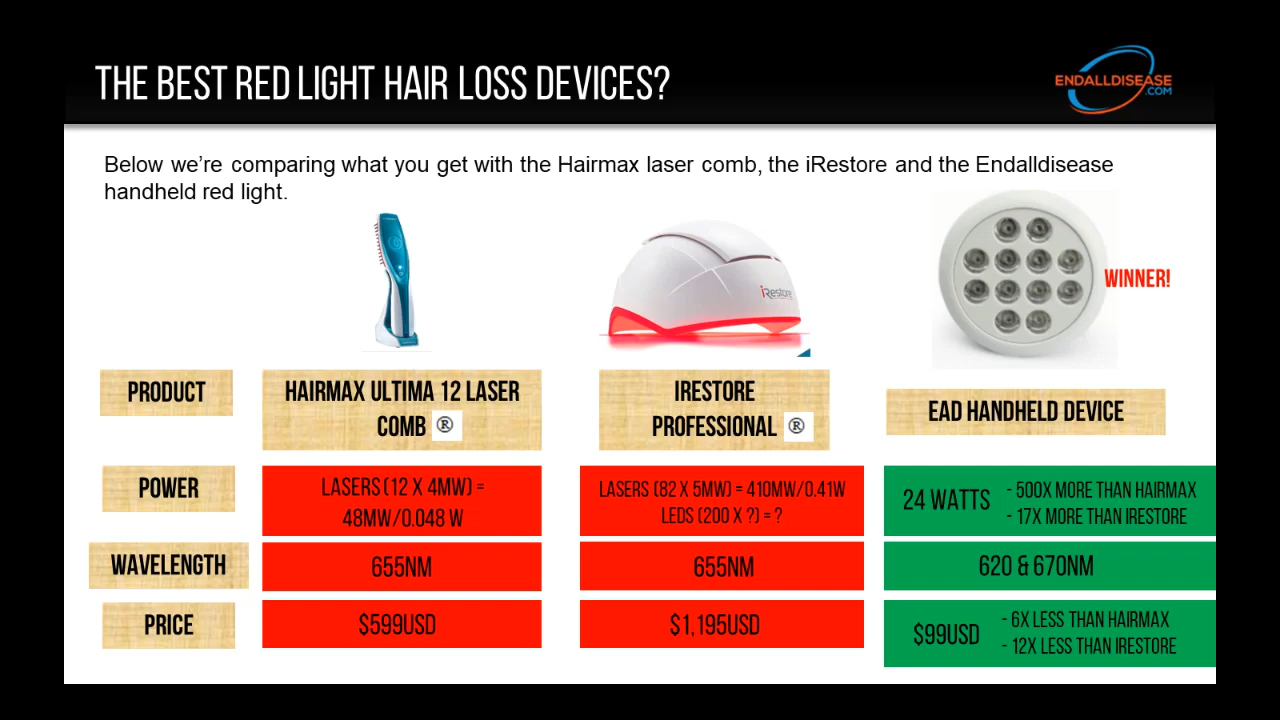 THE BEST RED LIGHT HAIR LOSS DEVICES?
ENDALLDISEASE
.COM
Below we're comparing what you get with the Hairmax laser comb, the iRestore and the Endalldisease
handheld red light.
iRestore
WINNER!
PRODUCT
HAIRMAX ULTIMA 12 LASER
COMB ®
IRESTORE
PROFESSIONAL ®
EAD HANDHELD DEVICE
POWER
LASERS (12 X 4MW) =
48MW/0.048 W
LASERS (82 X 5MW) = 410MW/0.41W
LEDS (200 X ?) = ?
24 WATTS
- 500X MORE THAN HAIRMAX
- 17X MORE THAN IRESTORE
WAVELENGTH
655NM
655NM
620 & 670NM
PRICE
$599USD
$1,195USD
$99USD
- 6X LESS THAN HAIRMAX
- 12X LESS THAN IRESTORE